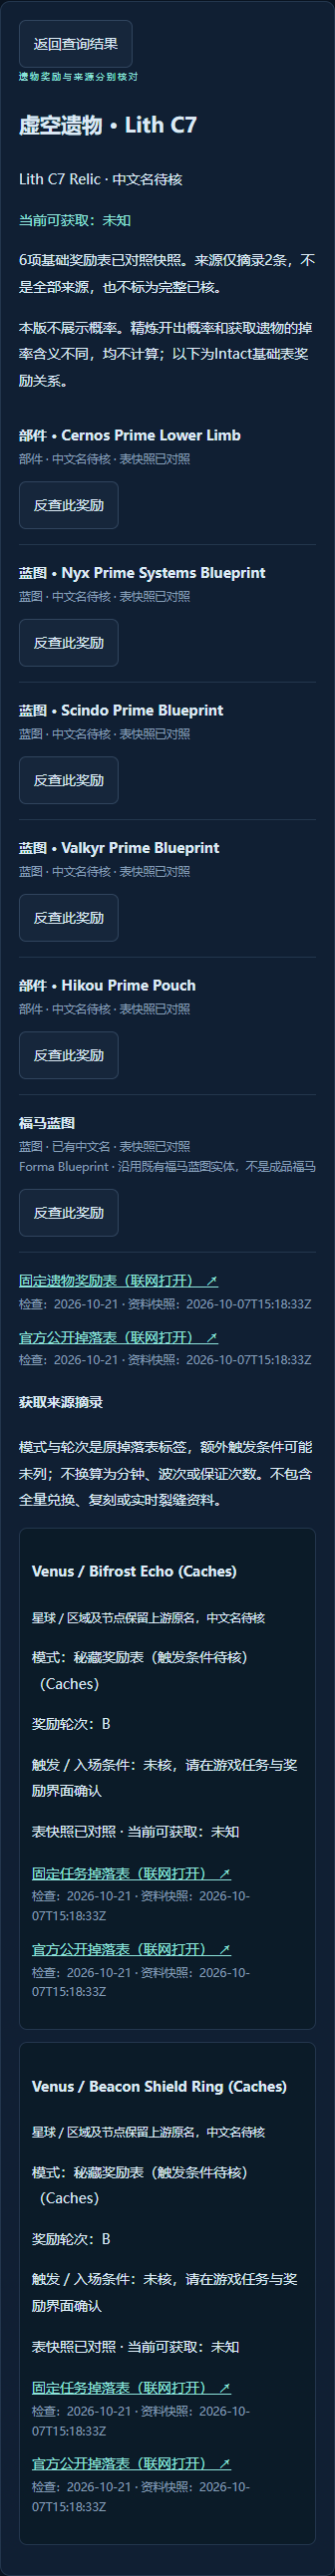 返回查询结果
遗物奖励与来源分别核对
虚空遗物 • Lith C7
Lith C7 Relic · 中文名待核
当前可获取：未知
6项基础奖励表已对照快照。来源仅摘录2条，不
是全部来源，也不标为完整已核。
本版不展示概率。精炼开出概率和获取遗物的掉
率含义不同，均不计算；以下为Intact基础表奖
励关系。
部件 • Cernos Prime Lower Limb
部件 · 中文名待核 · 表快照已对照
反查此奖励
蓝图 • Nyx Prime Systems Blueprint
蓝图 · 中文名待核 · 表快照已对照
反查此奖励
蓝图 • Scindo Prime Blueprint
蓝图 · 中文名待核 · 表快照已对照
反查此奖励
蓝图 • Valkyr Prime Blueprint
蓝图 · 中文名待核 · 表快照已对照
反查此奖励
部件 • Hikou Prime Pouch
部件 · 中文名待核 · 表快照已对照
反查此奖励
福马蓝图
蓝图 · 已有中文名 · 表快照已对照
Forma Blueprint · 沿用既有福马蓝图实体，不是成品福马
反查此奖励
固定遗物奖励表（联网打开） ↗
检查：2026-10-21 · 资料快照：2026-10-07T15:18:33Z
官方公开掉落表（联网打开） ↗
检查：2026-10-21 · 资料快照：2026-10-07T15:18:33Z
获取来源摘录
模式与轮次是原掉落表标签，额外触发条件可能
未列；不换算为分钟、波次或保证次数。不包含
全量兑换、复刻或实时裂缝资料。
Venus / Bifrost Echo (Caches)
星球 / 区域及节点保留上游原名，中文名待核
模式：秘藏奖励表（触发条件待核）
（Caches）
奖励轮次：B
触发 / 入场条件：未核，请在游戏任务与奖
励界面确认
表快照已对照 · 当前可获取：未知
固定任务掉落表（联网打开） ↗
检查：2026-10-21 · 资料快照：2026-10-
07T15:18:33Z
官方公开掉落表（联网打开） ↗
检查：2026-10-21 · 资料快照：2026-10-
07T15:18:33Z
Venus / Beacon Shield Ring (Caches)
星球 / 区域及节点保留上游原名，中文名待核
模式：秘藏奖励表（触发条件待核）
（Caches）
奖励轮次：B
触发 / 入场条件：未核，请在游戏任务与奖
励界面确认
表快照已对照 · 当前可获取：未知
固定任务掉落表（联网打开） ↗
检查：2026-10-21 · 资料快照：2026-10-
07T15:18:33Z
官方公开掉落表（联网打开） ↗
检查：2026-10-21 · 资料快照：2026-10-
07T15:18:33Z